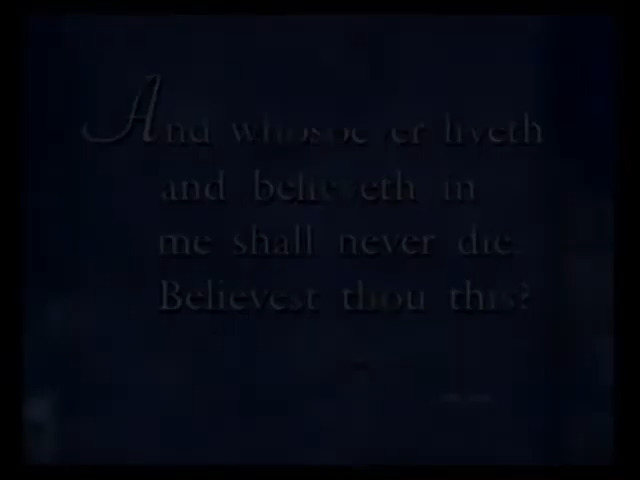 And whosoever liveth
and believeth in
me shall never die.
Believest thou this?